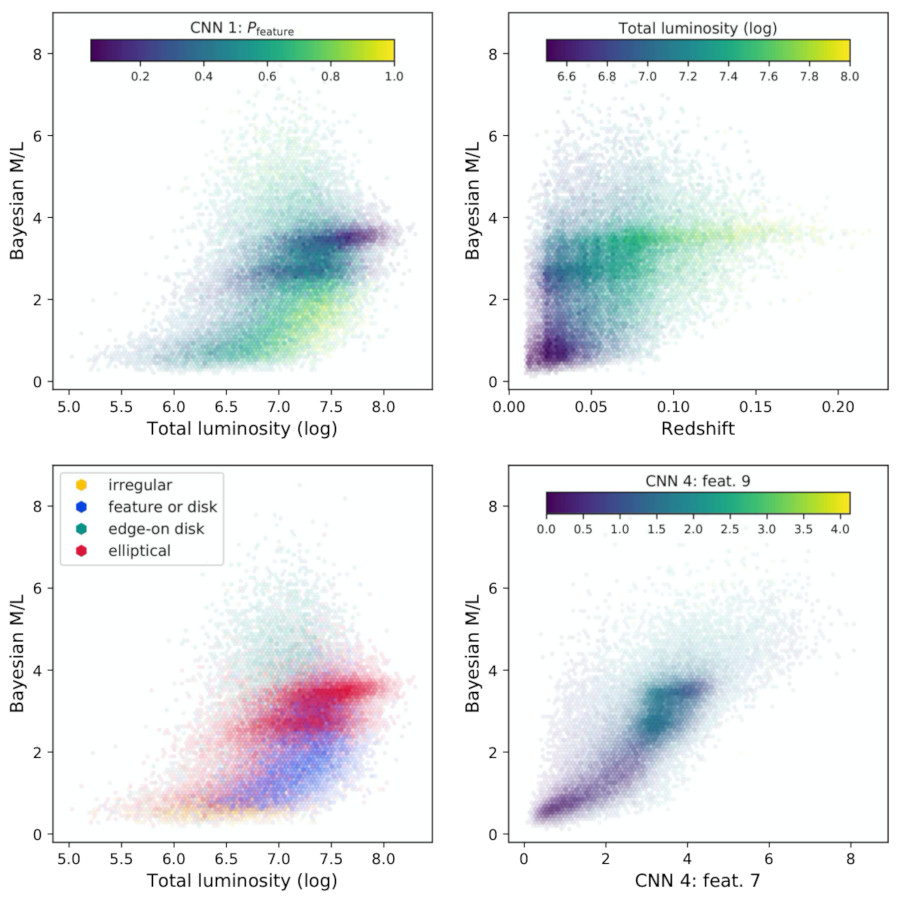 CNN 1: Pfeature
0.2 0.4 0.6 0.8 1.0
8
6
4
2
0
Bayesian M/L
5.0 5.5 6.0 6.5 7.0 7.5 8.0
Total luminosity (log)
Total luminosity (log)
6.6 6.8 7.0 7.2 7.4 7.6 7.8 8.0
8
6
4
2
0
Bayesian M/L
0.00 0.05 0.10 0.15 0.20
Redshift
irregular
feature or disk
edge-on disk
elliptical
8
6
4
2
0
Bayesian M/L
5.0 5.5 6.0 6.5 7.0 7.5 8.0
Total luminosity (log)
CNN 4: feat. 9
0.0 0.5 1.0 1.5 2.0 2.5 3.0 3.5 4.0
8
6
4
2
0
Bayesian M/L
0 2 4 6 8
CNN 4: feat. 7